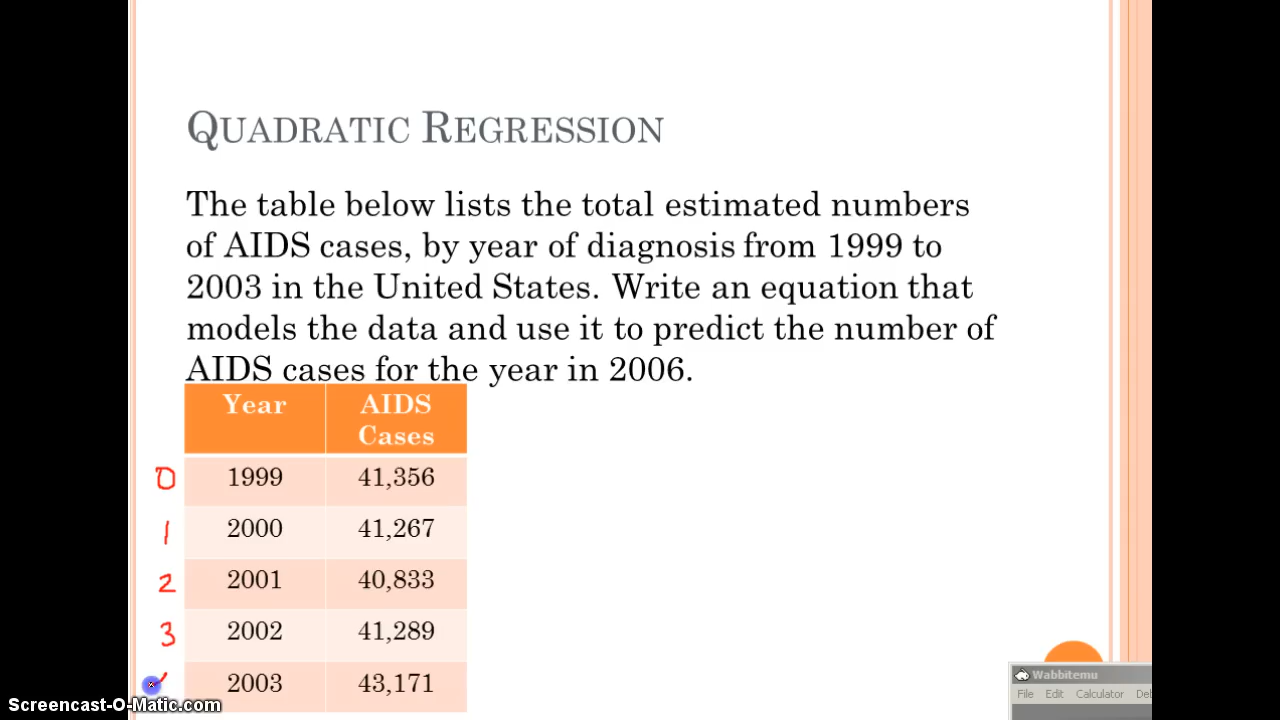 QUADRATIC REGRESSION
The table below lists the total estimated numbers
of AIDS cases, by year of diagnosis from 1999 to
2003 in the United States. Write an equation that
models the data and use it to predict the number of
AIDS cases for the year in 2006.
Year AIDS
Cases
0 1999 41,356
1 2000 41,267
2 2001 40,833
3 2002 41,289
2003 43,171
Wabbitemu
File Edit Calculator
Screencast-O-Matic.com